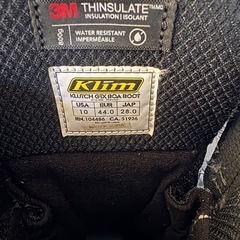 3M THINSULATE
INSULATION | ISOLANT
WATER RESISTANT
IMPERMÉABLE
Klim
KLUTCH GTX BOA BOOT
USA EUR JAP
10 44.0 28.0
RN. 104486 CA. 51936